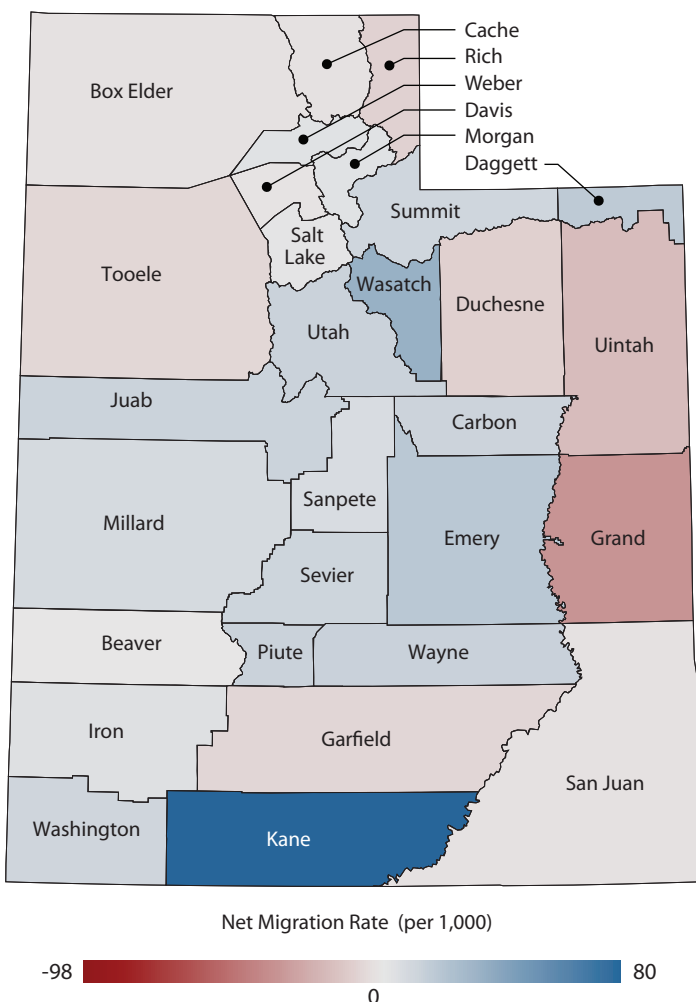 Cache
Rich
Weber
Davis
Morgan
Daggett
Box Elder
Summit
Salt
Lake
Tooele
Wasatch
Duchesne
Utah
Uintah
Juab
Carbon
Sanpete
Millard
Emery
Grand
Sevier
Beaver
Piute
Wayne
Iron
Garfield
San Juan
Washington
Kane
Net Migration Rate (per 1,000)
-98
80
0